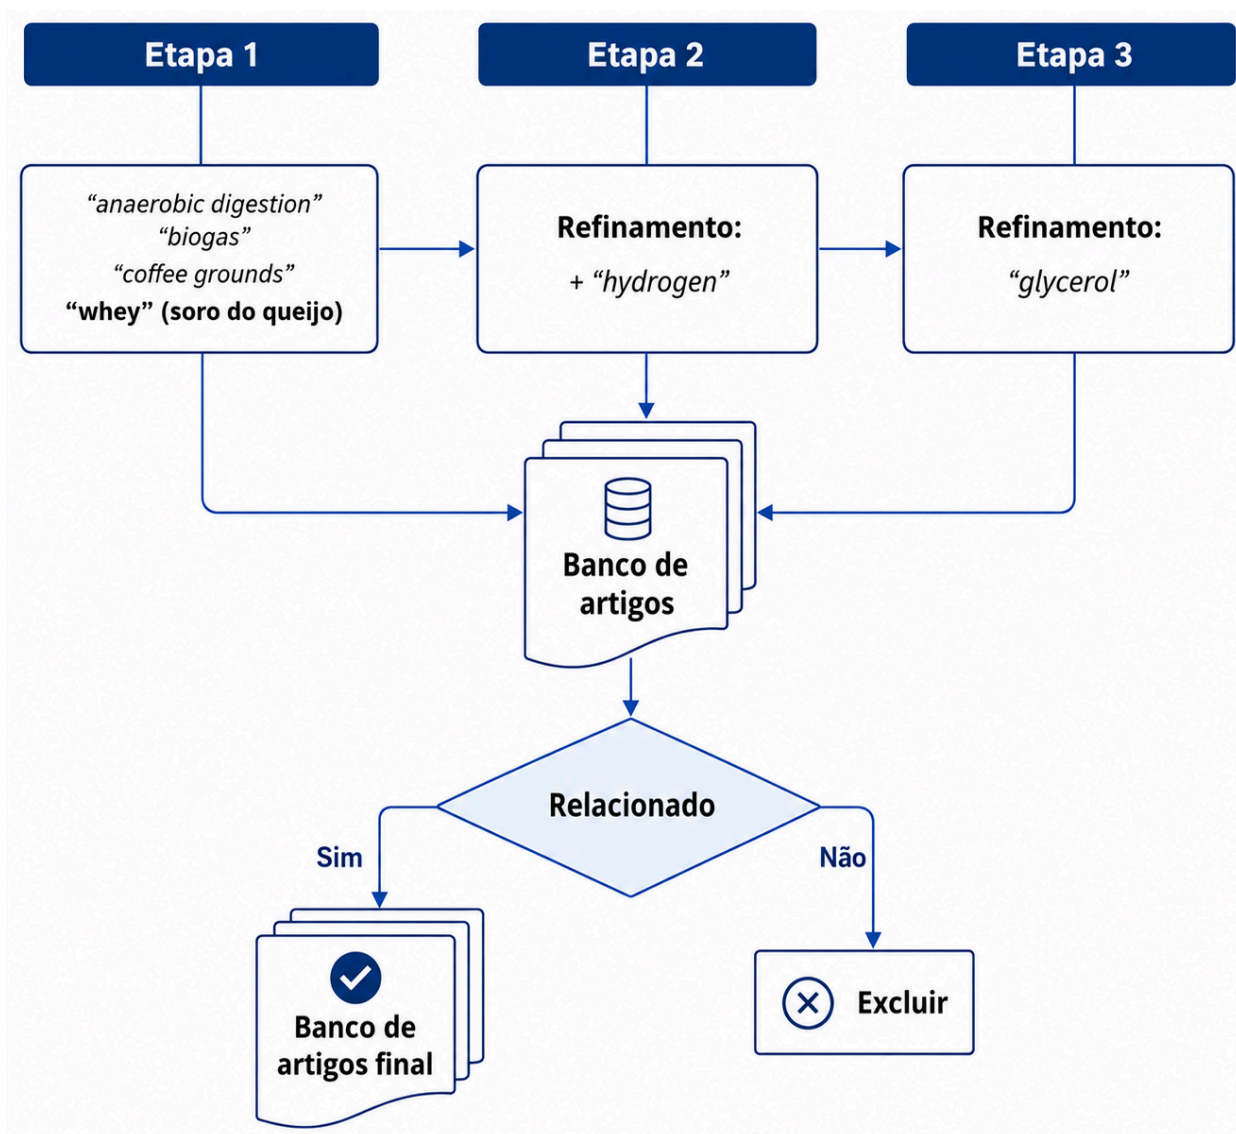 Etapa 1
Etapa 2
Etapa 3
“anaerobic digestion”
“biogas”
“coffee grounds”
“whey” (soro do queijo)
Refinamento:
+ “hydrogen”
Refinamento:
“glycerol”
Banco de
artigos
Relacionado
Sim
Não
Banco de
artigos final
Excluir